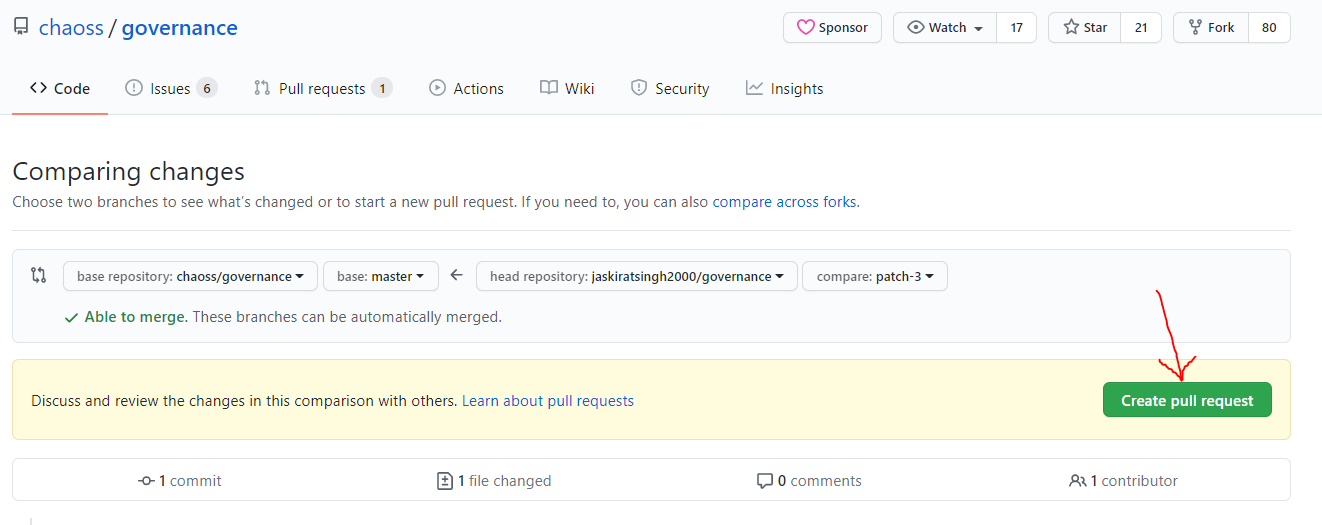 chaoss / governance
Sponsor
Watch 17
Star 21
Fork 80
Code
Issues 6
Pull requests 1
Actions
Wiki
Security
Insights
Comparing changes
Choose two branches to see what's changed or to start a new pull request. If you need to, you can also compare across forks.
base repository: chaoss/governance
base: master
head repository: jaskiratsingh2000/governance
compare: patch-3
Able to merge. These branches can be automatically merged.
Discuss and review the changes in this comparison with others. Learn about pull requests
Create pull request
1 commit
1 file changed
0 comments
1 contributor